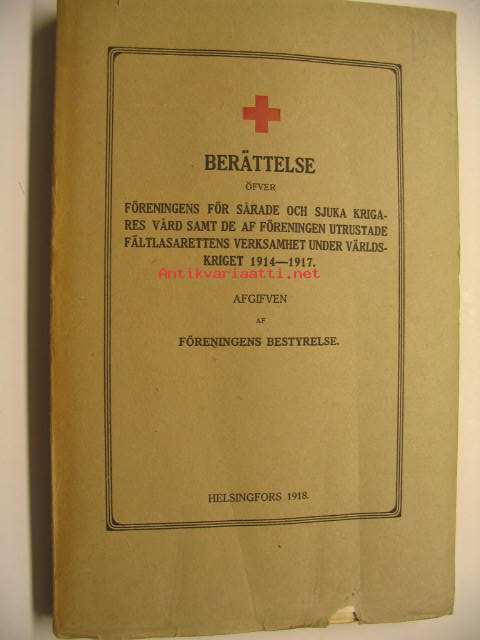 BERÄTTELSE
ÖFVER
FÖRENINGENS FÖR SÅRADE OCH SJUKA KRIGA-
RES VÅRD SAMT DE AF FÖRENINGEN UTRUSTADE
FÄLTLASARETTENS VERKSAMHET UNDER VÄRLDS-
KRIGET 1914—1917.
Antikvariaatti.net
AFGIFVEN
AF
FÖRENINGENS BESTYRELSE.
HELSINGFORS 1918.